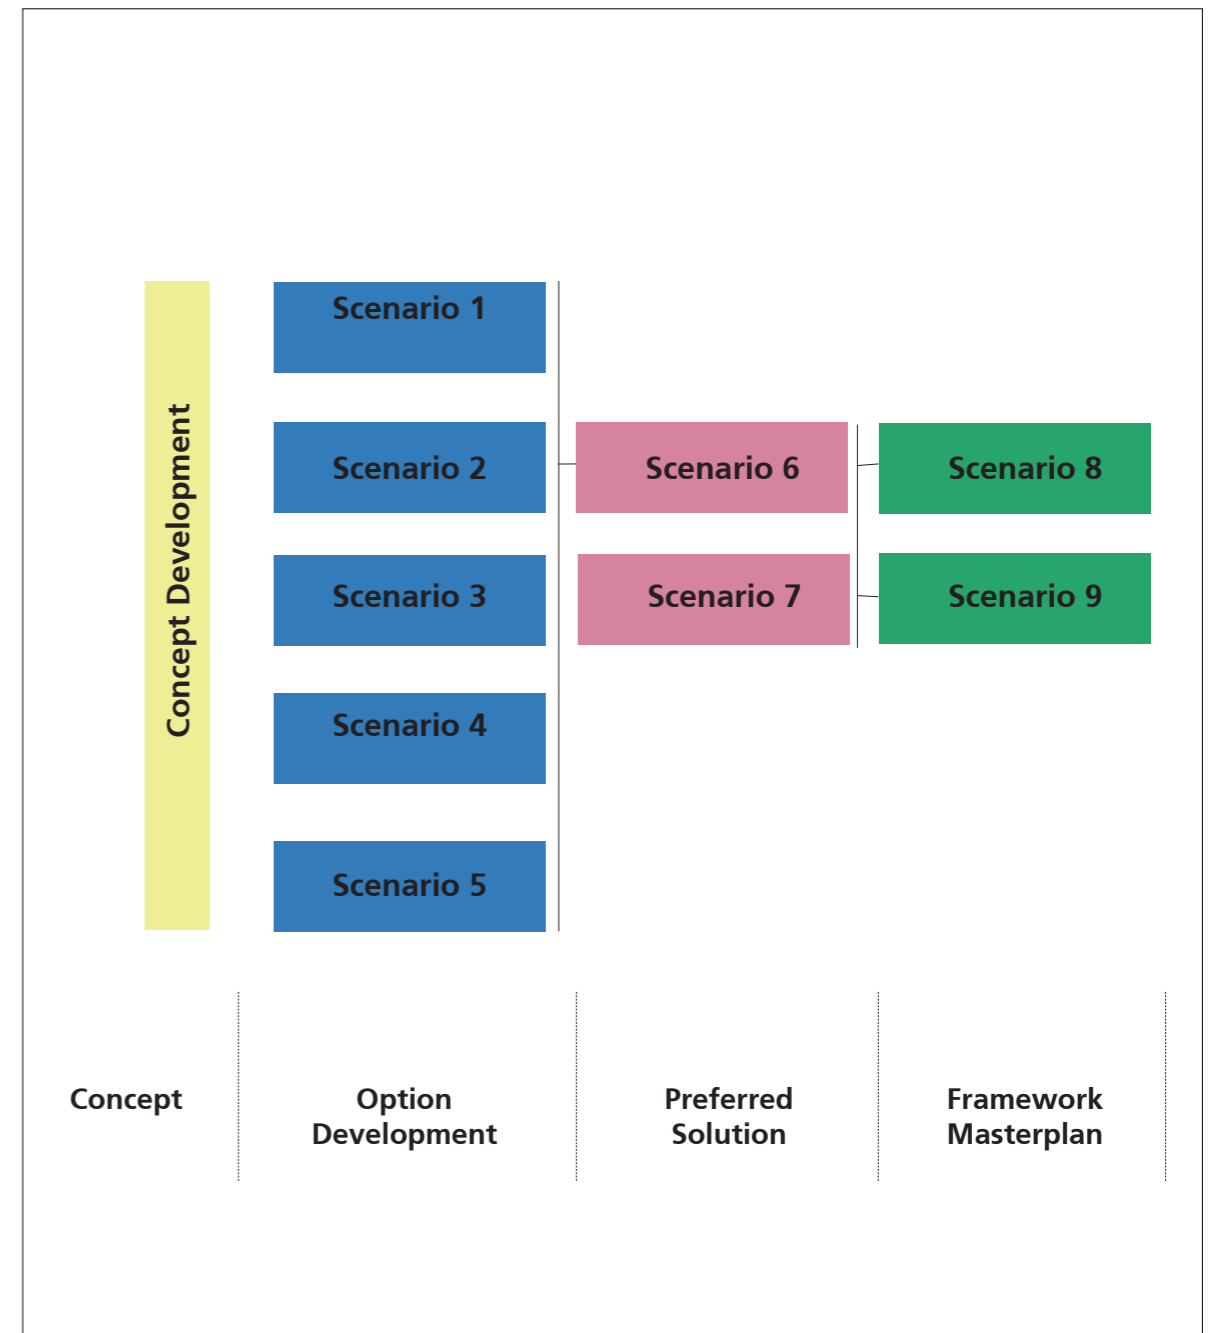 Concept Development
Scenario 1
Scenario 2
Scenario 3
Scenario 4
Scenario 5
Scenario 6
Scenario 7
Scenario 8
Scenario 9
Concept
Option
Development
Preferred
Solution
Framework
Masterplan